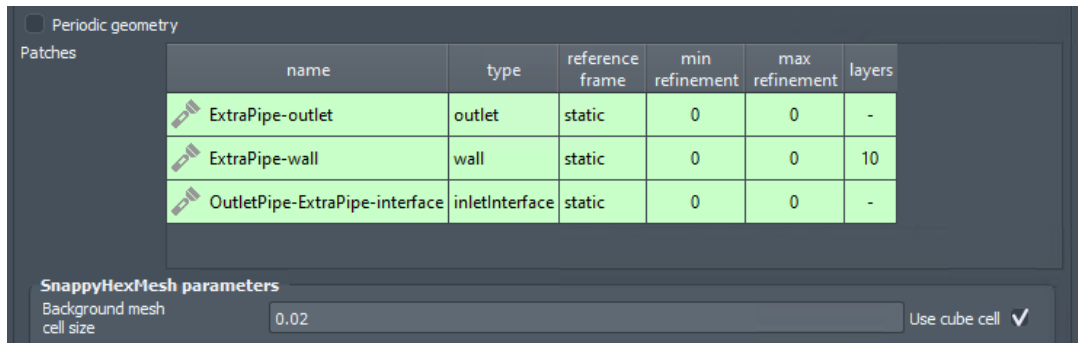 Periodic geometry
Patches
name type reference frame min refinement max refinement layers
ExtraPipe-outlet outlet static 0 0 -
ExtraPipe-wall wall static 0 0 10
OutletPipe-ExtraPipe-interface inletInterface static 0 0 -
SnappyHexMesh parameters
Background mesh
cell size
0.02
Use cube cell